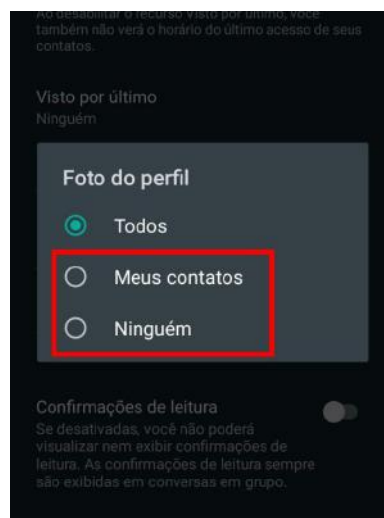 Ao desabilitar o recurso Visto por último, você
também não verá o horário do último acesso de seus
contatos.
Visto por último
Ninguém
Foto do perfil
Todos
Meus contatos
Ninguém
Confirmações de leitura
Se desativadas, você não poderá
visualizar nem exibir confirmações de
leitura. As confirmações de leitura sempre
são exibidas em conversas em grupo.